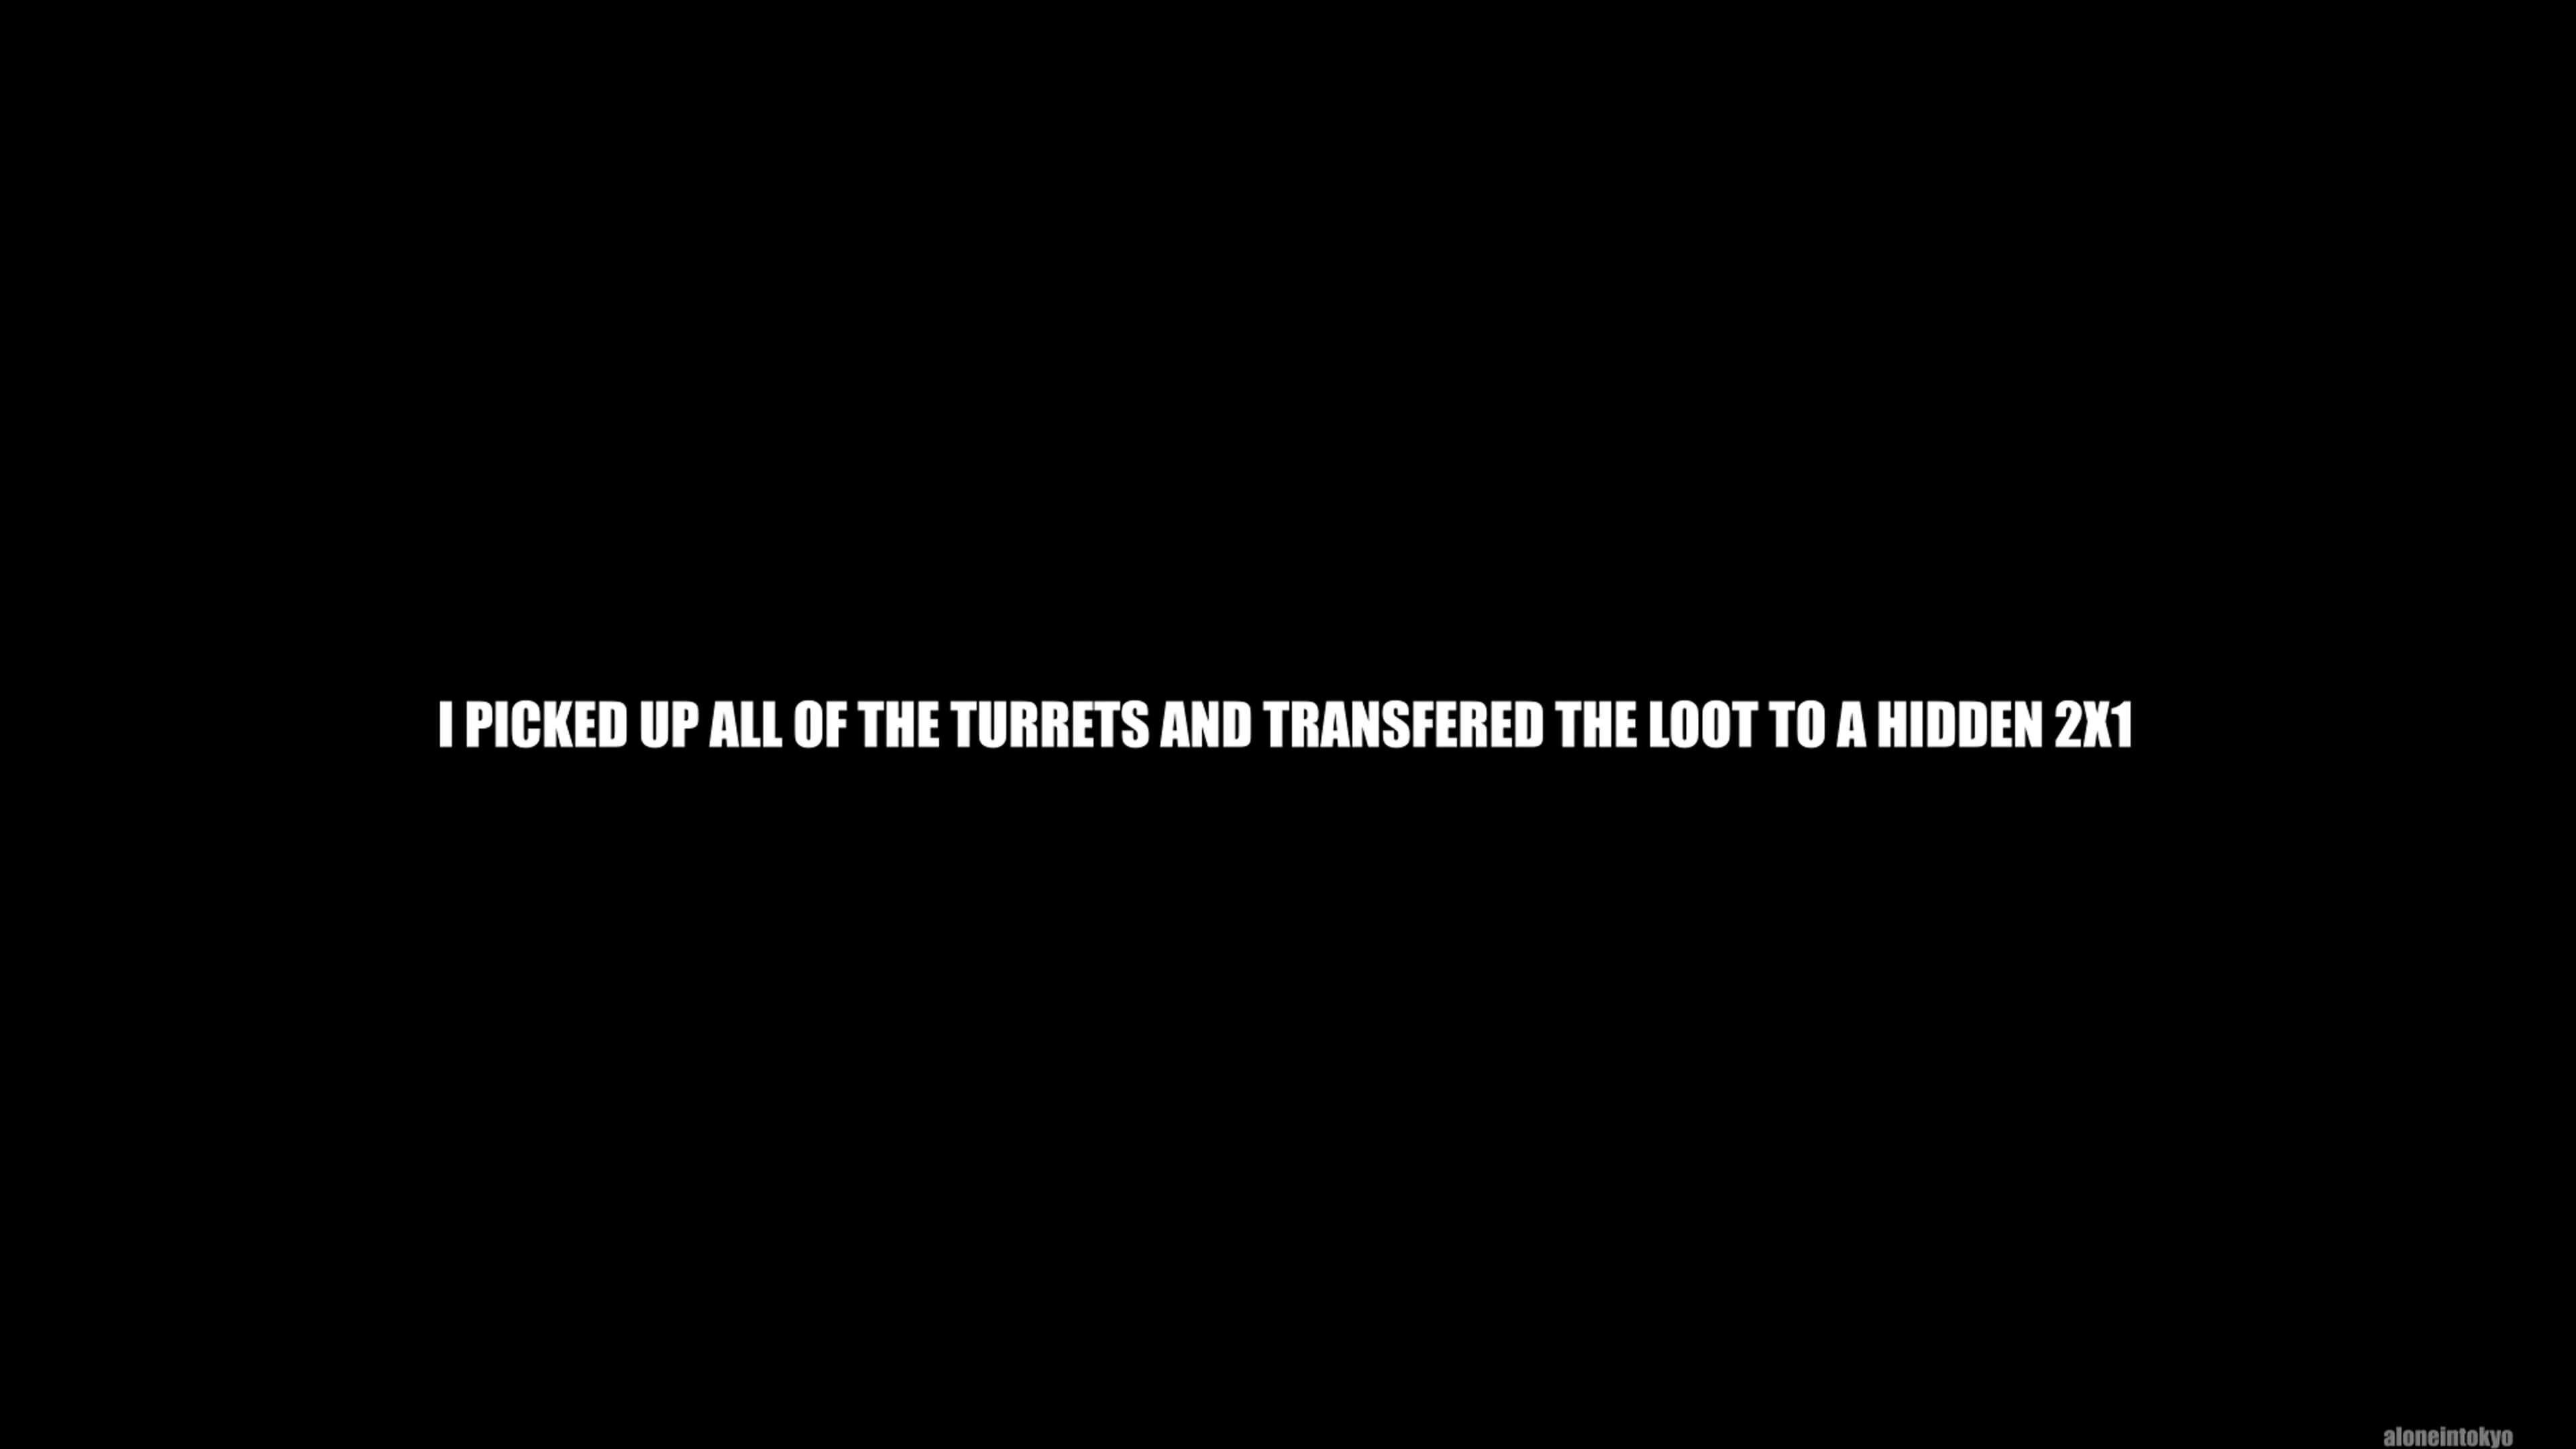 I PICKED UP ALL OF THE TURRETS AND TRANSFERED THE LOOT TO A HIDDEN 2X1
aloneintokyo